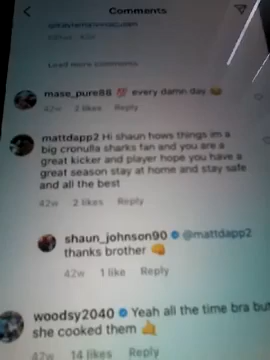 Comments
Load more comments
mase_pure88 💯 every damn day 😂
42w 2 likes Reply
mattdapp2 Hi shaun hows things im a
big cronulla sharks fan and you are a
great kicker and player hope you have a
great season stay at home and stay safe
and all the best
42w 2 likes Reply
shaun_johnson90 @mattdapp2
thanks brother 👊
42w 1 like Reply
woodsy2040 Yeah all the time bra but
she cooked them 🤙
42w 14 likes Reply